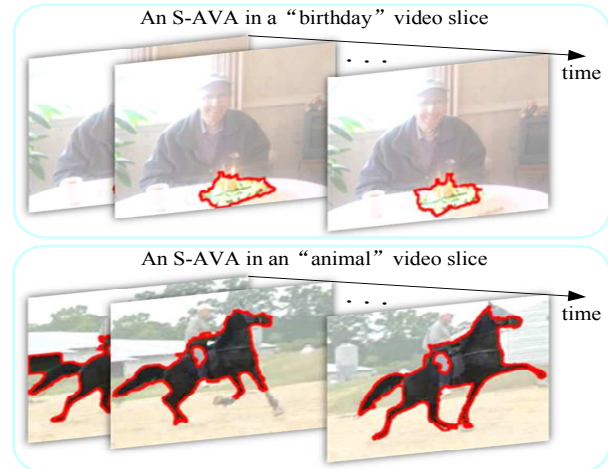 An S-AVA in a “birthday” video slice
. . .
time
An S-AVA in an “animal” video slice
. . .
time